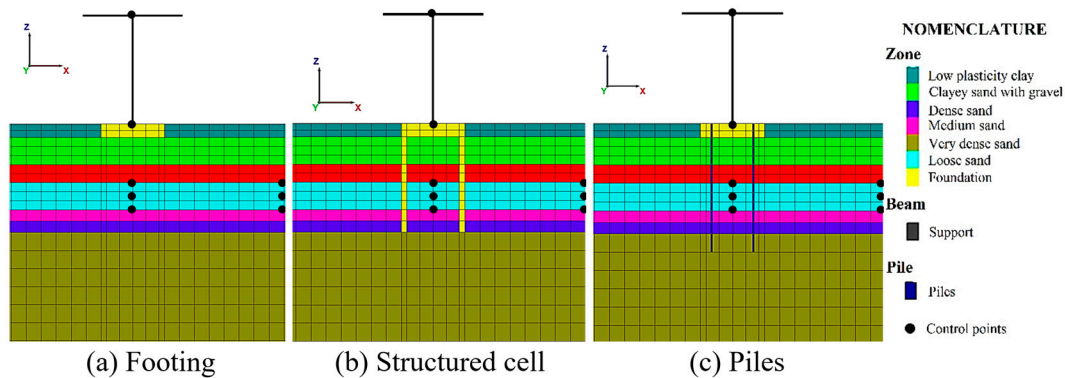 Z
X
Y
Z
X
Y
Z
X
Y
NOMENCLATURE
Zone
Low plasticity clay
Clayey sand with gravel
Dense sand
Medium sand
Very dense sand
Loose sand
Foundation
Beam
Support
Pile
Piles
Control points
(a) Footing
(b) Structured cell
(c) Piles